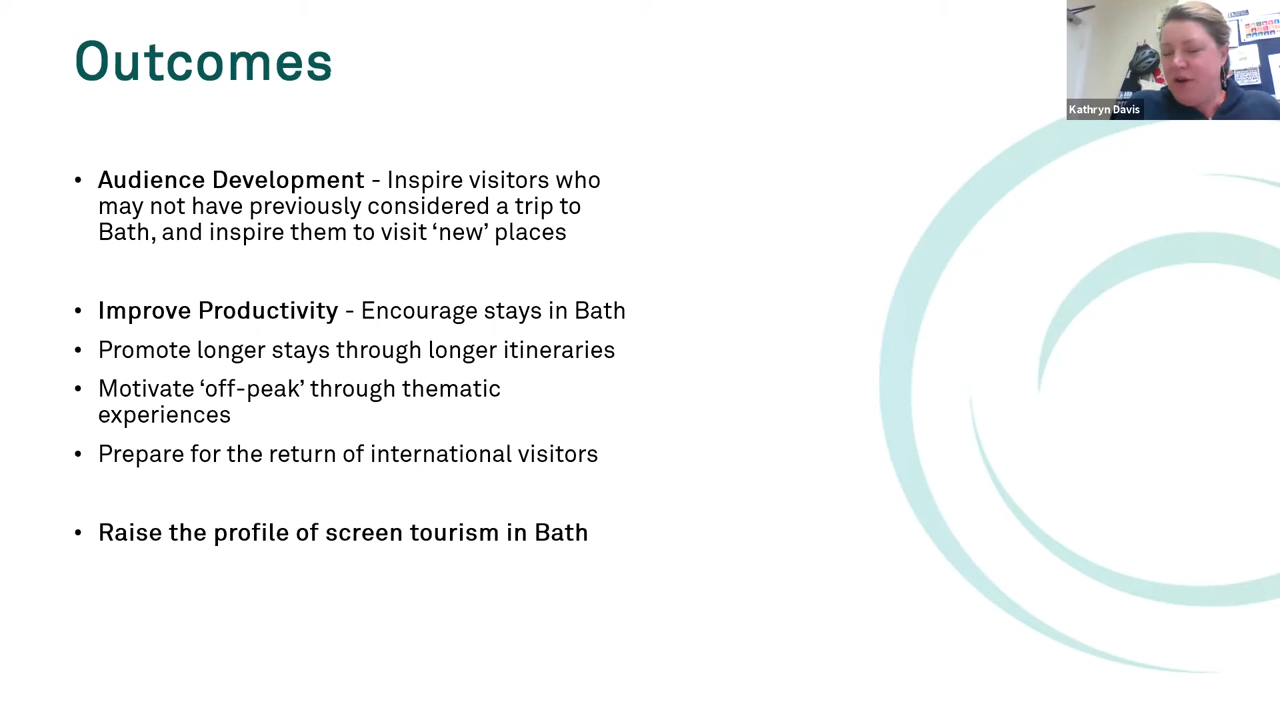 Outcomes
Kathryn Davis
• Audience Development - Inspire visitors who
may not have previously considered a trip to
Bath, and inspire them to visit ‘new’ places
• Improve Productivity - Encourage stays in Bath
• Promote longer stays through longer itineraries
• Motivate ‘off-peak’ through thematic
experiences
• Prepare for the return of international visitors
• Raise the profile of screen tourism in Bath